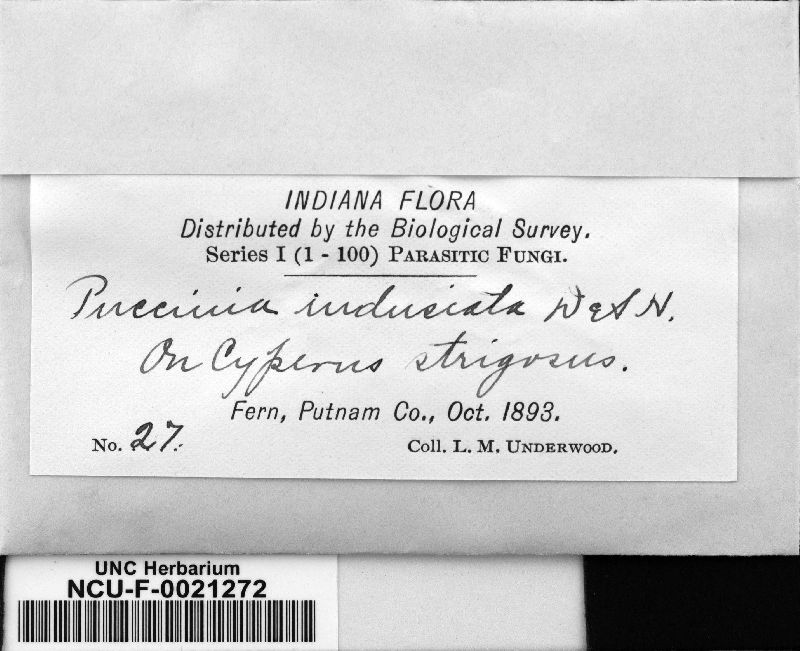 INDIANA FLORA
Distributed by the Biological Survey.
Series I (1 - 100) PARASITIC FUNGI.
Puccinia indusiata D & S H.
On Cyperus strigosus.
Fern, Putnam Co., Oct. 1893.
No. 27. Coll. L. M. UNDERWOOD.
UNC Herbarium
NCU-F-0021272